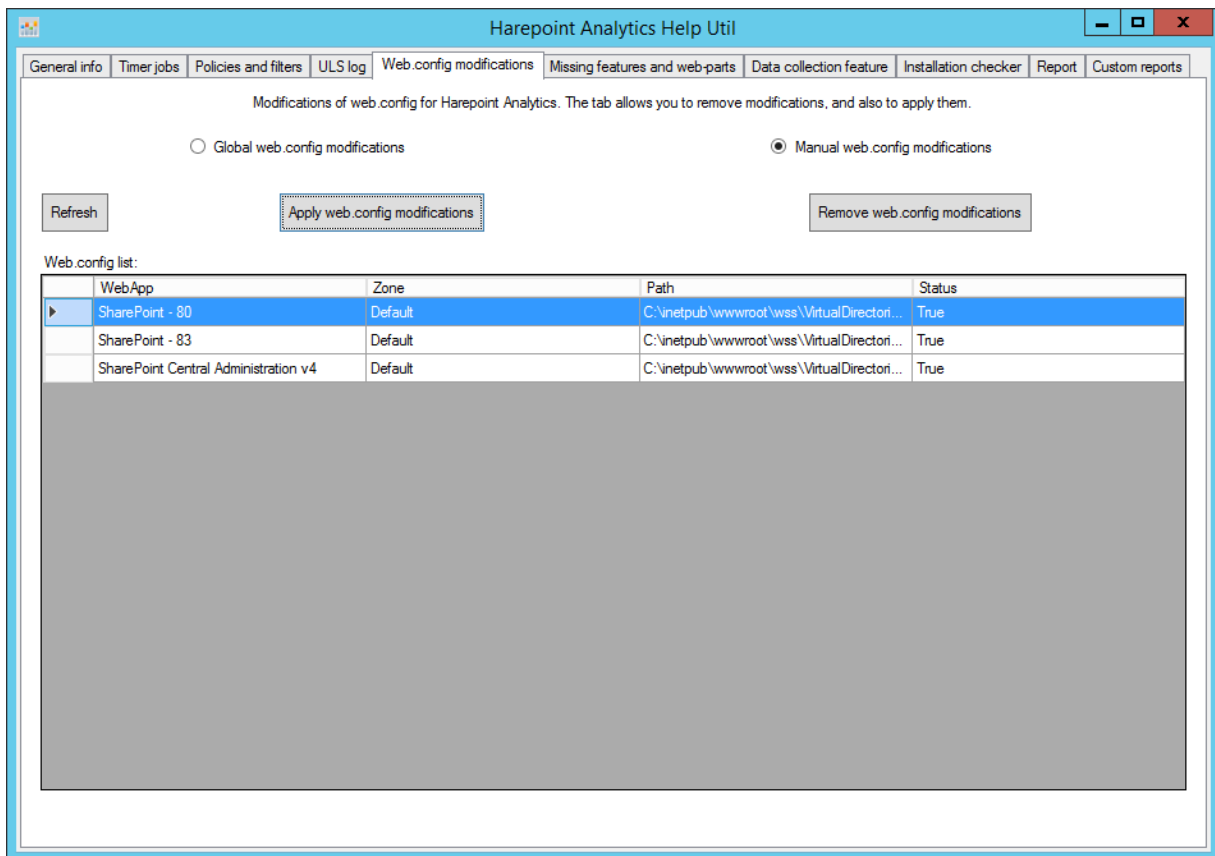 Harepoint Analytics Help Util
General info Timer jobs Policies and filters ULS log Web.config modifications Missing features and web-parts Data collection feature Installation checker Report Custom reports
Modifications of web.config for Harepoint Analytics. The tab allows you to remove modifications, and also to apply them.
Global web.config modifications Manual web.config modifications
Refresh Apply web.config modifications Remove web.config modifications
Web.config list:
WebApp Zone Path Status
SharePoint - 80 Default C:\inetpub\wwwroot\wss\VirtualDirectori... True
SharePoint - 83 Default C:\inetpub\wwwroot\wss\VirtualDirectori... True
SharePoint Central Administration v4 Default C:\inetpub\wwwroot\wss\VirtualDirectori... True